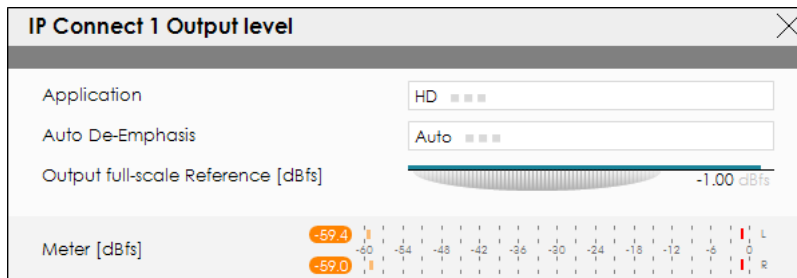 IP Connect 1 Output level
Application HD
Auto De-Emphasis Auto
Output full-scale Reference [dBfs] -1.00 dBfs
-59.4 L
Meter [dBfs] -60 -54 -48 -42 -36 -30 -24 -18 -12 -6 0
-59.0 R